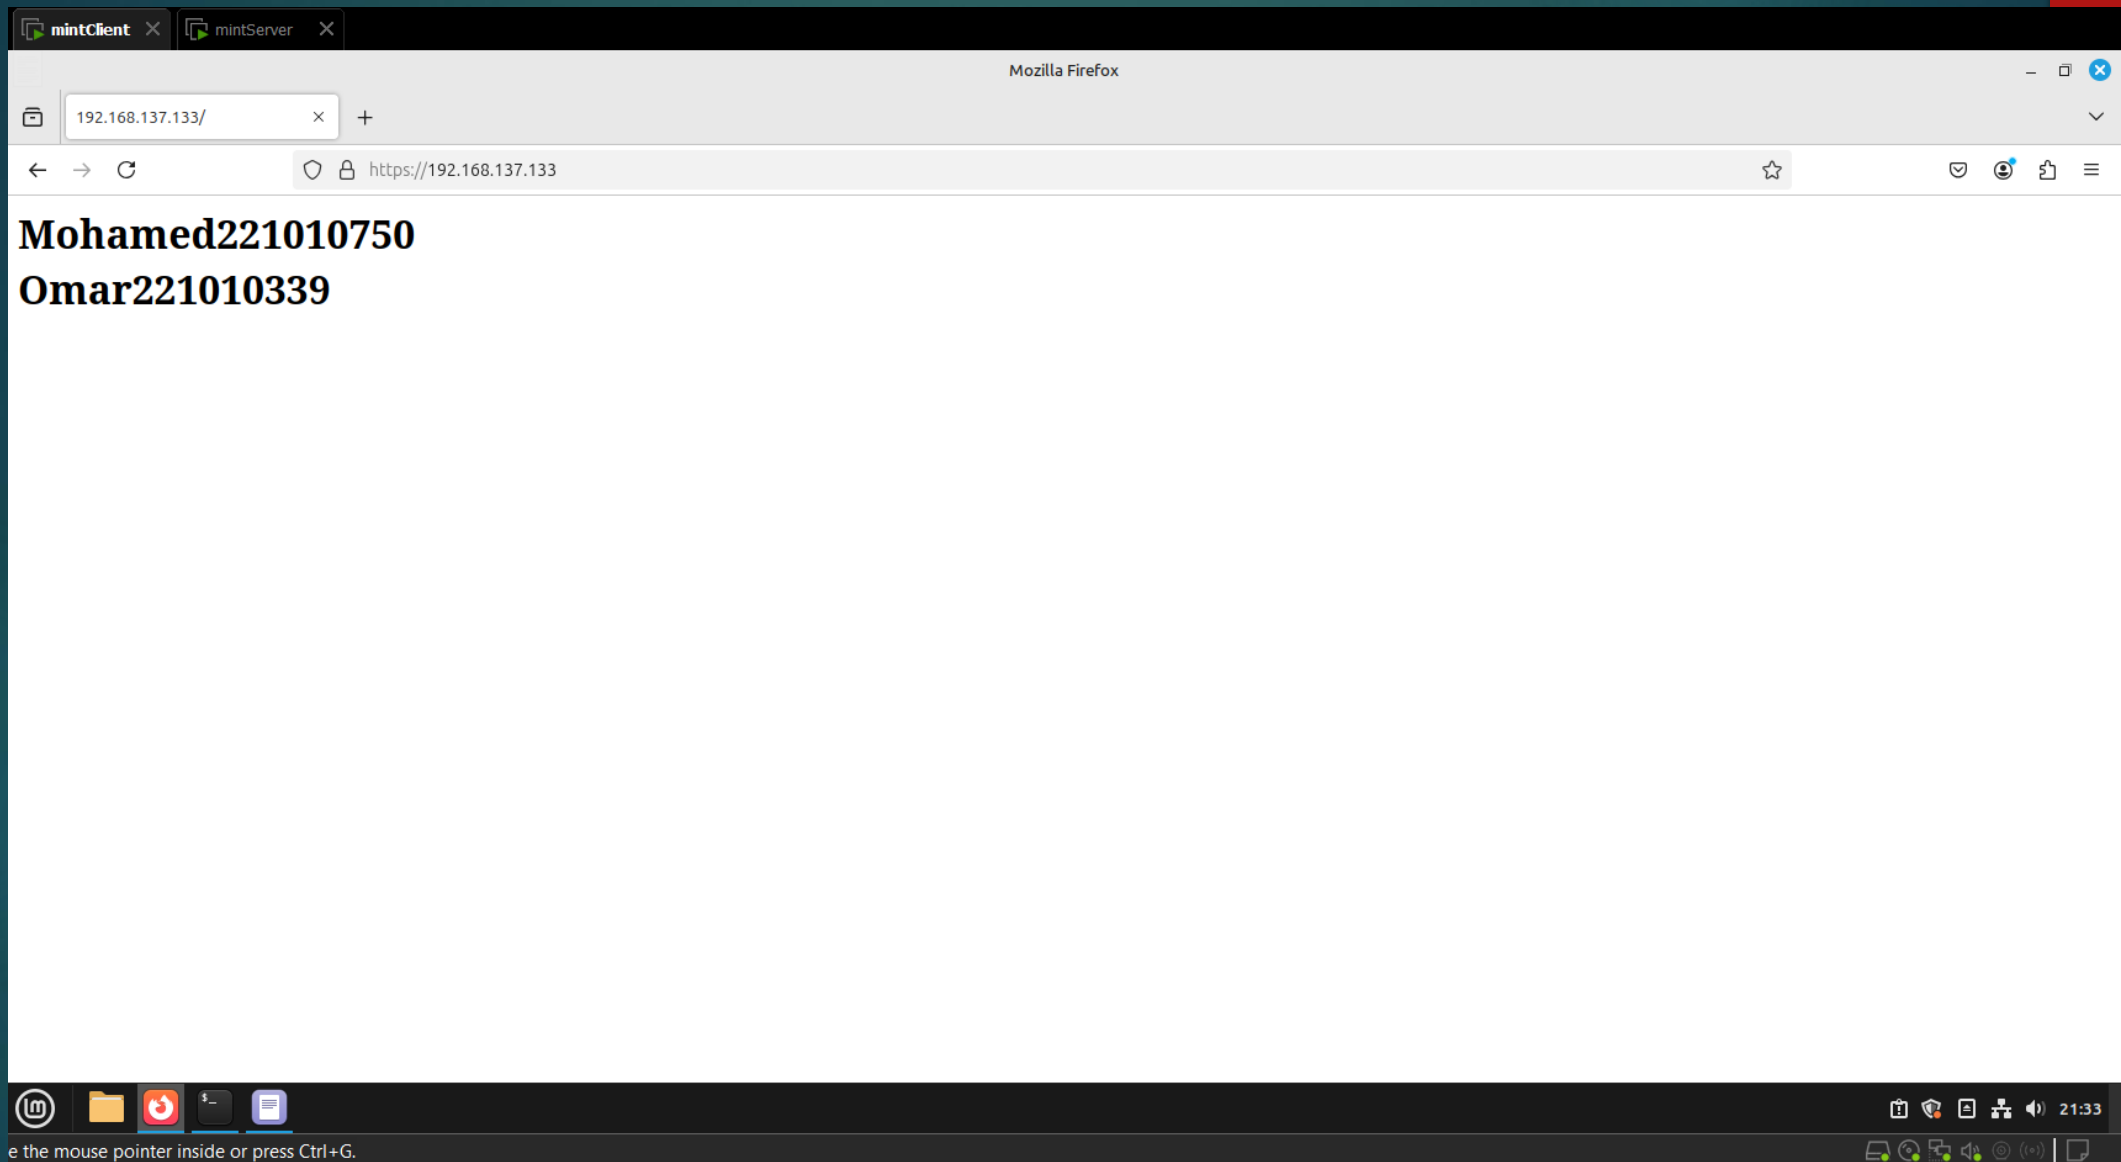 mintClient
mintServer
Mozilla Firefox
192.168.137.133/
https://192.168.137.133
Mohamed221010750
Omar221010339
$_
21:33
e the mouse pointer inside or press Ctrl+G.